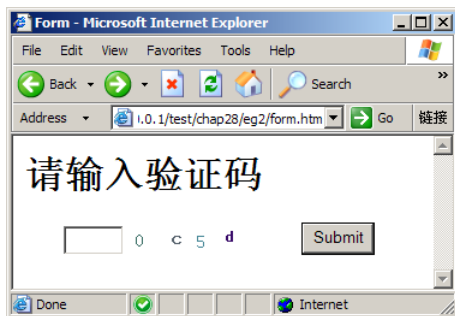 Form - Microsoft Internet Explorer
File Edit View Favorites Tools Help
Back Search »
Address ).0.1/test/chap28/eg2/form.htm Go 链接
请输入验证码
0 c 5 d Submit
Done Internet